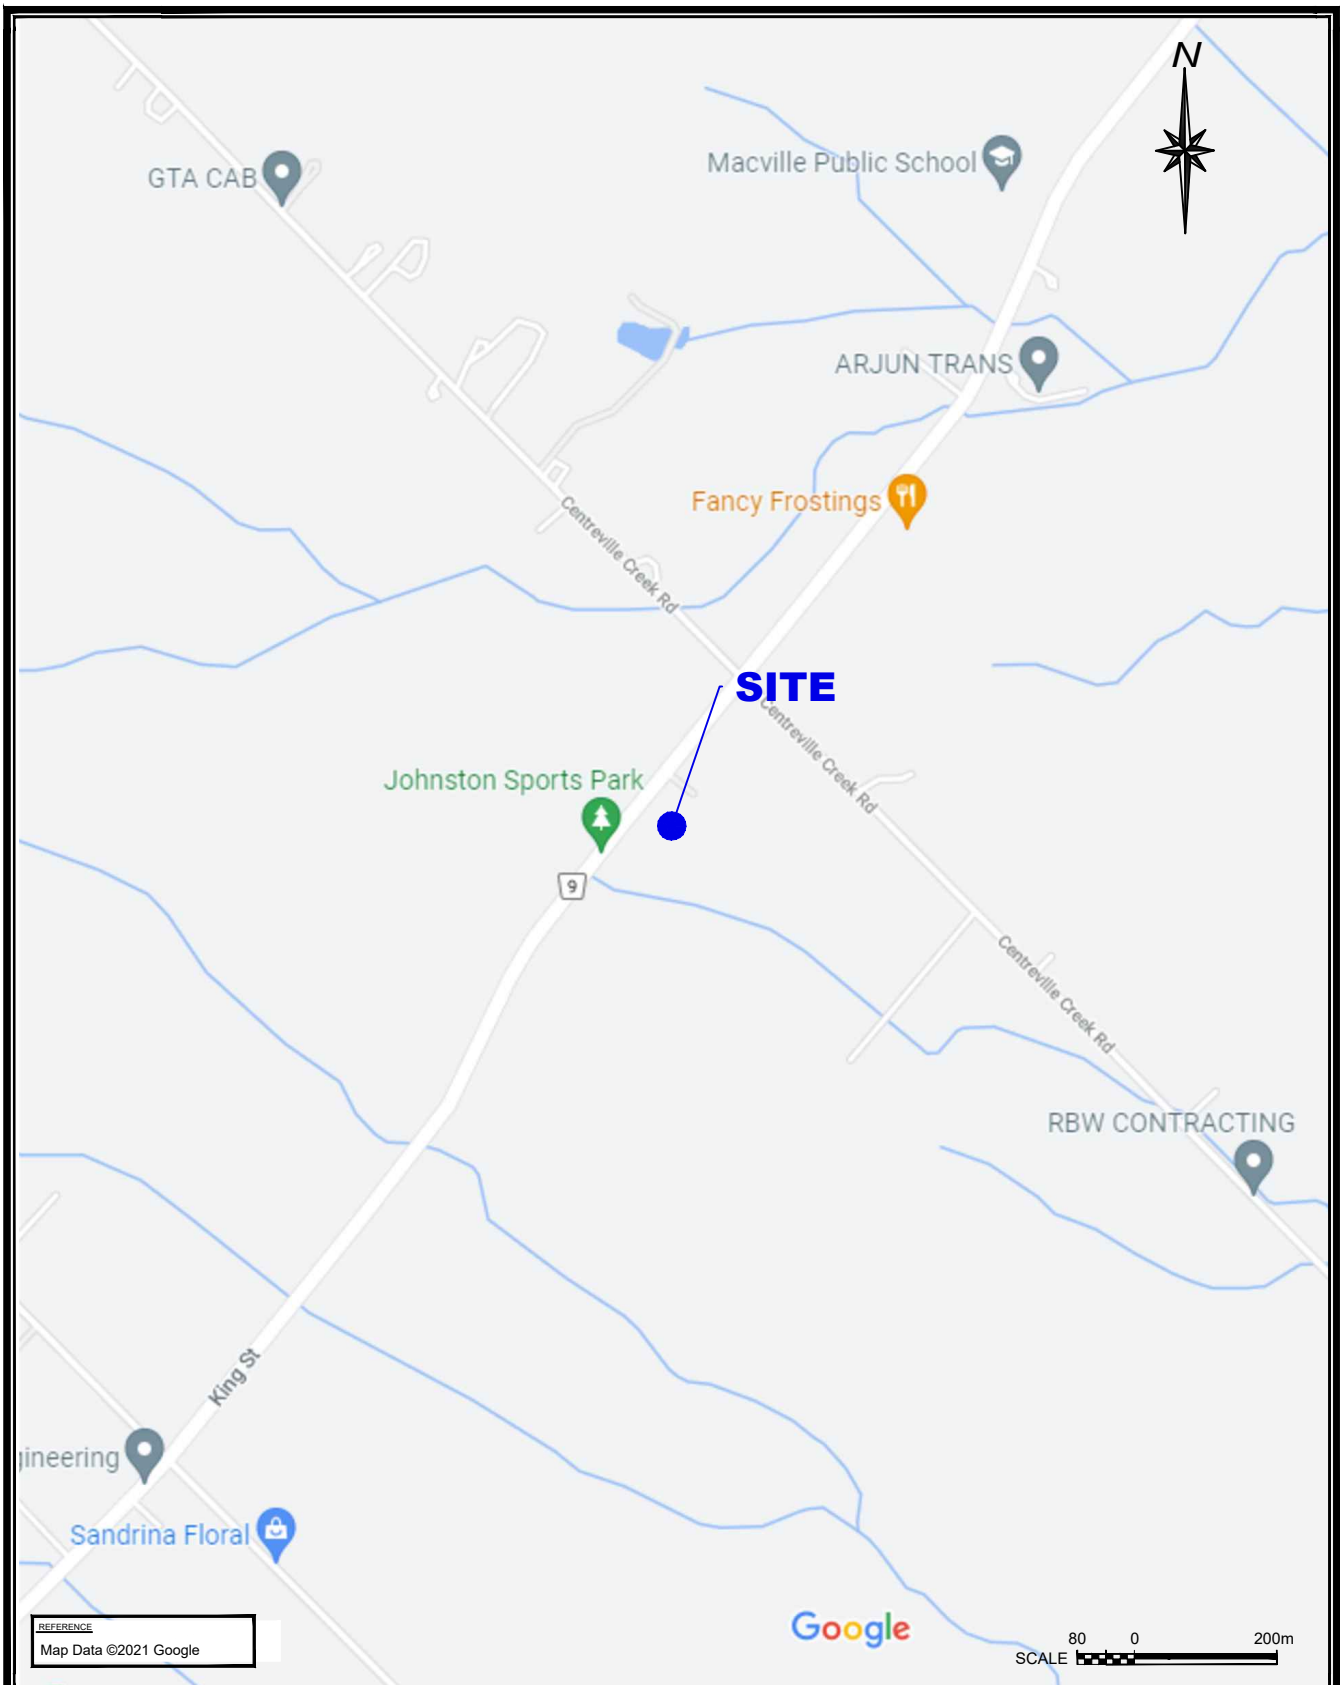 N
GTA CAB
Macville Public School
ARJUN TRANS
Fancy Frostings
Centreville Creek Rd
SITE
Centreville Creek Rd
Johnston Sports Park
9
Centreville Creek Rd
RBW CONTRACTING
King St
gineering
Sandrina Floral
REFERENCE
Map Data ©2021 Google
Google
80 0 200m
SCALE